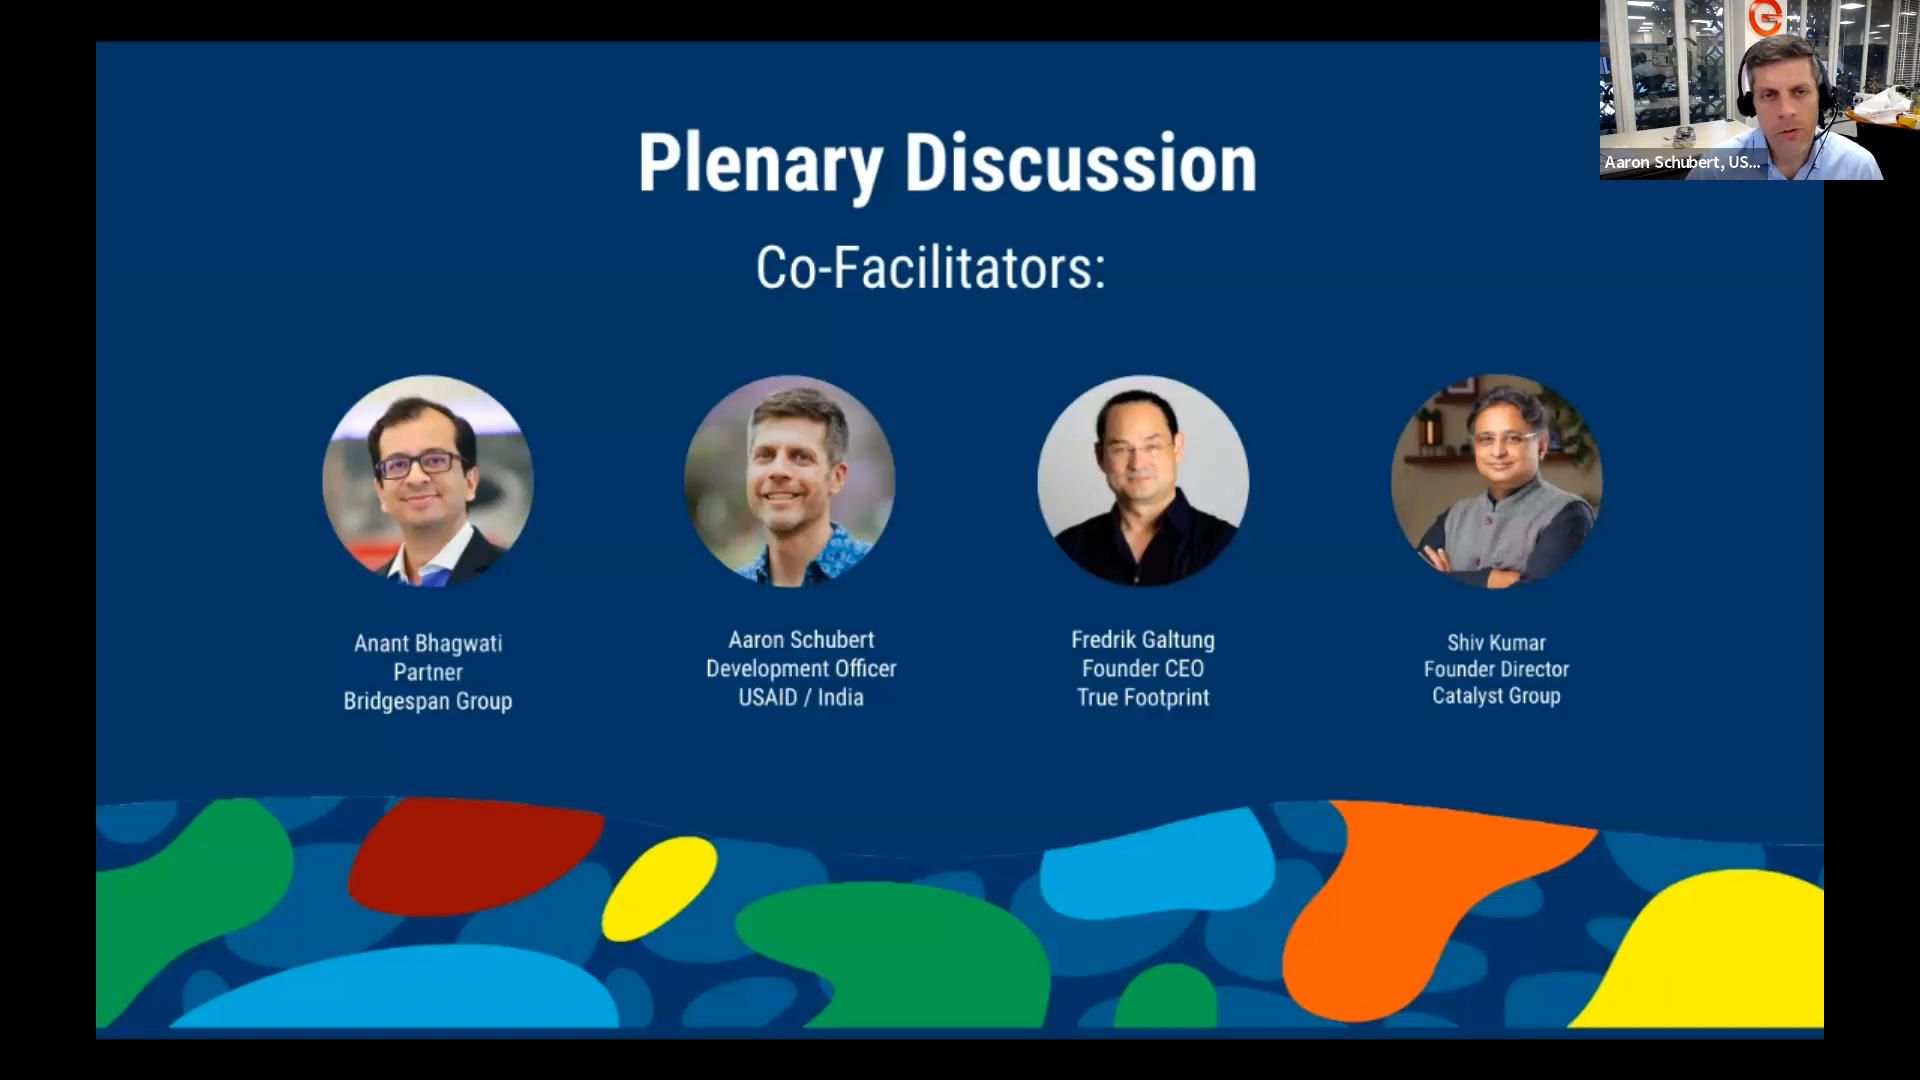 Plenary Discussion
Co-Facilitators:
Aaron Schubert, US...
Anant Bhagwati
Partner
Bridgespan Group
Aaron Schubert
Development Officer
USAID / India
Fredrik Galtung
Founder CEO
True Footprint
Shiv Kumar
Founder Director
Catalyst Group